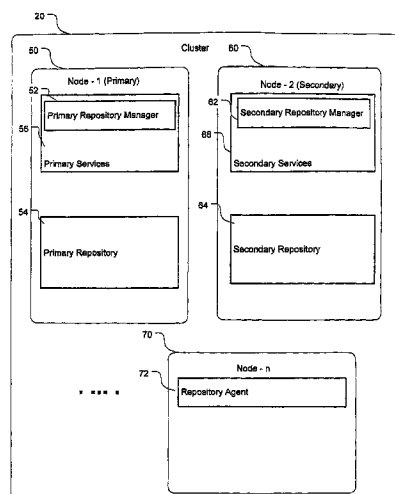 20
Cluster
50
60
Node - 1 (Primary)
52
Primary Repository Manager
56
Primary Services
54
Primary Repository
Node - 2 (Secondary)
62
Secondary Repository Manager
68
Secondary Services
64
Secondary Repository
70
Node - n
72
Repository Agent